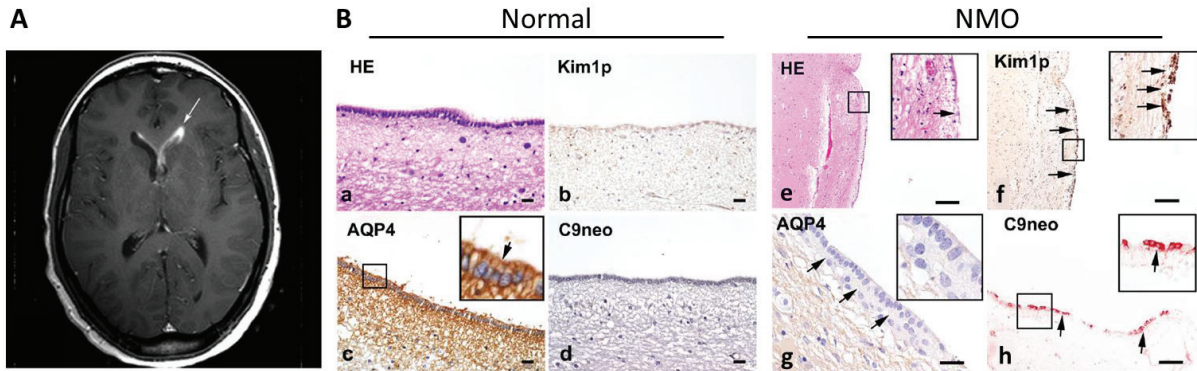 A
B
Normal
NMO
HE
a
Kim1p
b
AQP4
c
C9neo
d
HE
e
Kim1p
f
AQP4
g
C9neo
h